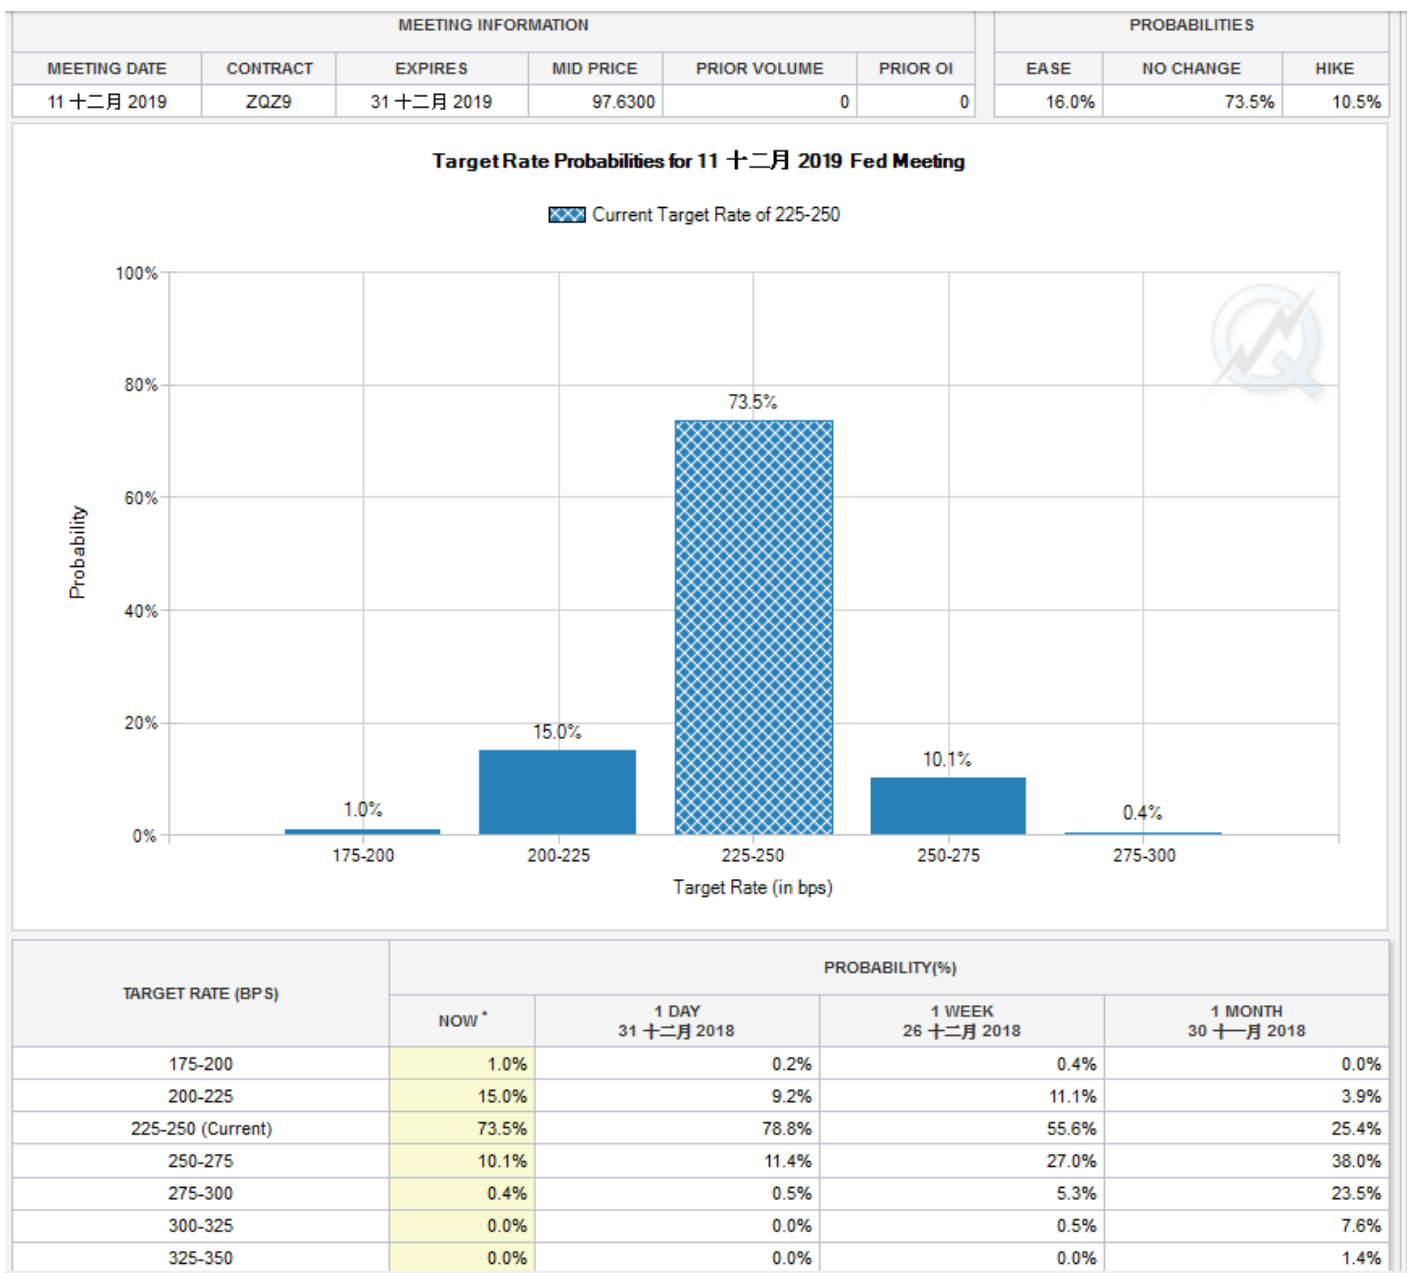 MEETING INFORMATION PROBABILITIES
MEETING DATE CONTRACT EXPIRES MID PRICE PRIOR VOLUME PRIOR OI EASE NO CHANGE HIKE
11 十二月 2019 ZQZ9 31 十二月 2019 97.6300 0 0 16.0% 73.5% 10.5%
Target Rate Probabilities for 11 十二月 2019 Fed Meeting
Current Target Rate of 225-250
100%
80%
73.5%
60%
Probability
40%
20%
15.0%
10.1%
1.0%
0.4%
0%
175-200 200-225 225-250 250-275 275-300
Target Rate (in bps)
TARGET RATE (BPS) PROBABILITY(%)
NOW * 1 DAY 1 WEEK 1 MONTH
31 十二月 2018 26 十二月 2018 30 十一月 2018
175-200 1.0% 0.2% 0.4% 0.0%
200-225 15.0% 9.2% 11.1% 3.9%
225-250 (Current) 73.5% 78.8% 55.6% 25.4%
250-275 10.1% 11.4% 27.0% 38.0%
275-300 0.4% 0.5% 5.3% 23.5%
300-325 0.0% 0.0% 0.5% 7.6%
325-350 0.0% 0.0% 0.0% 1.4%